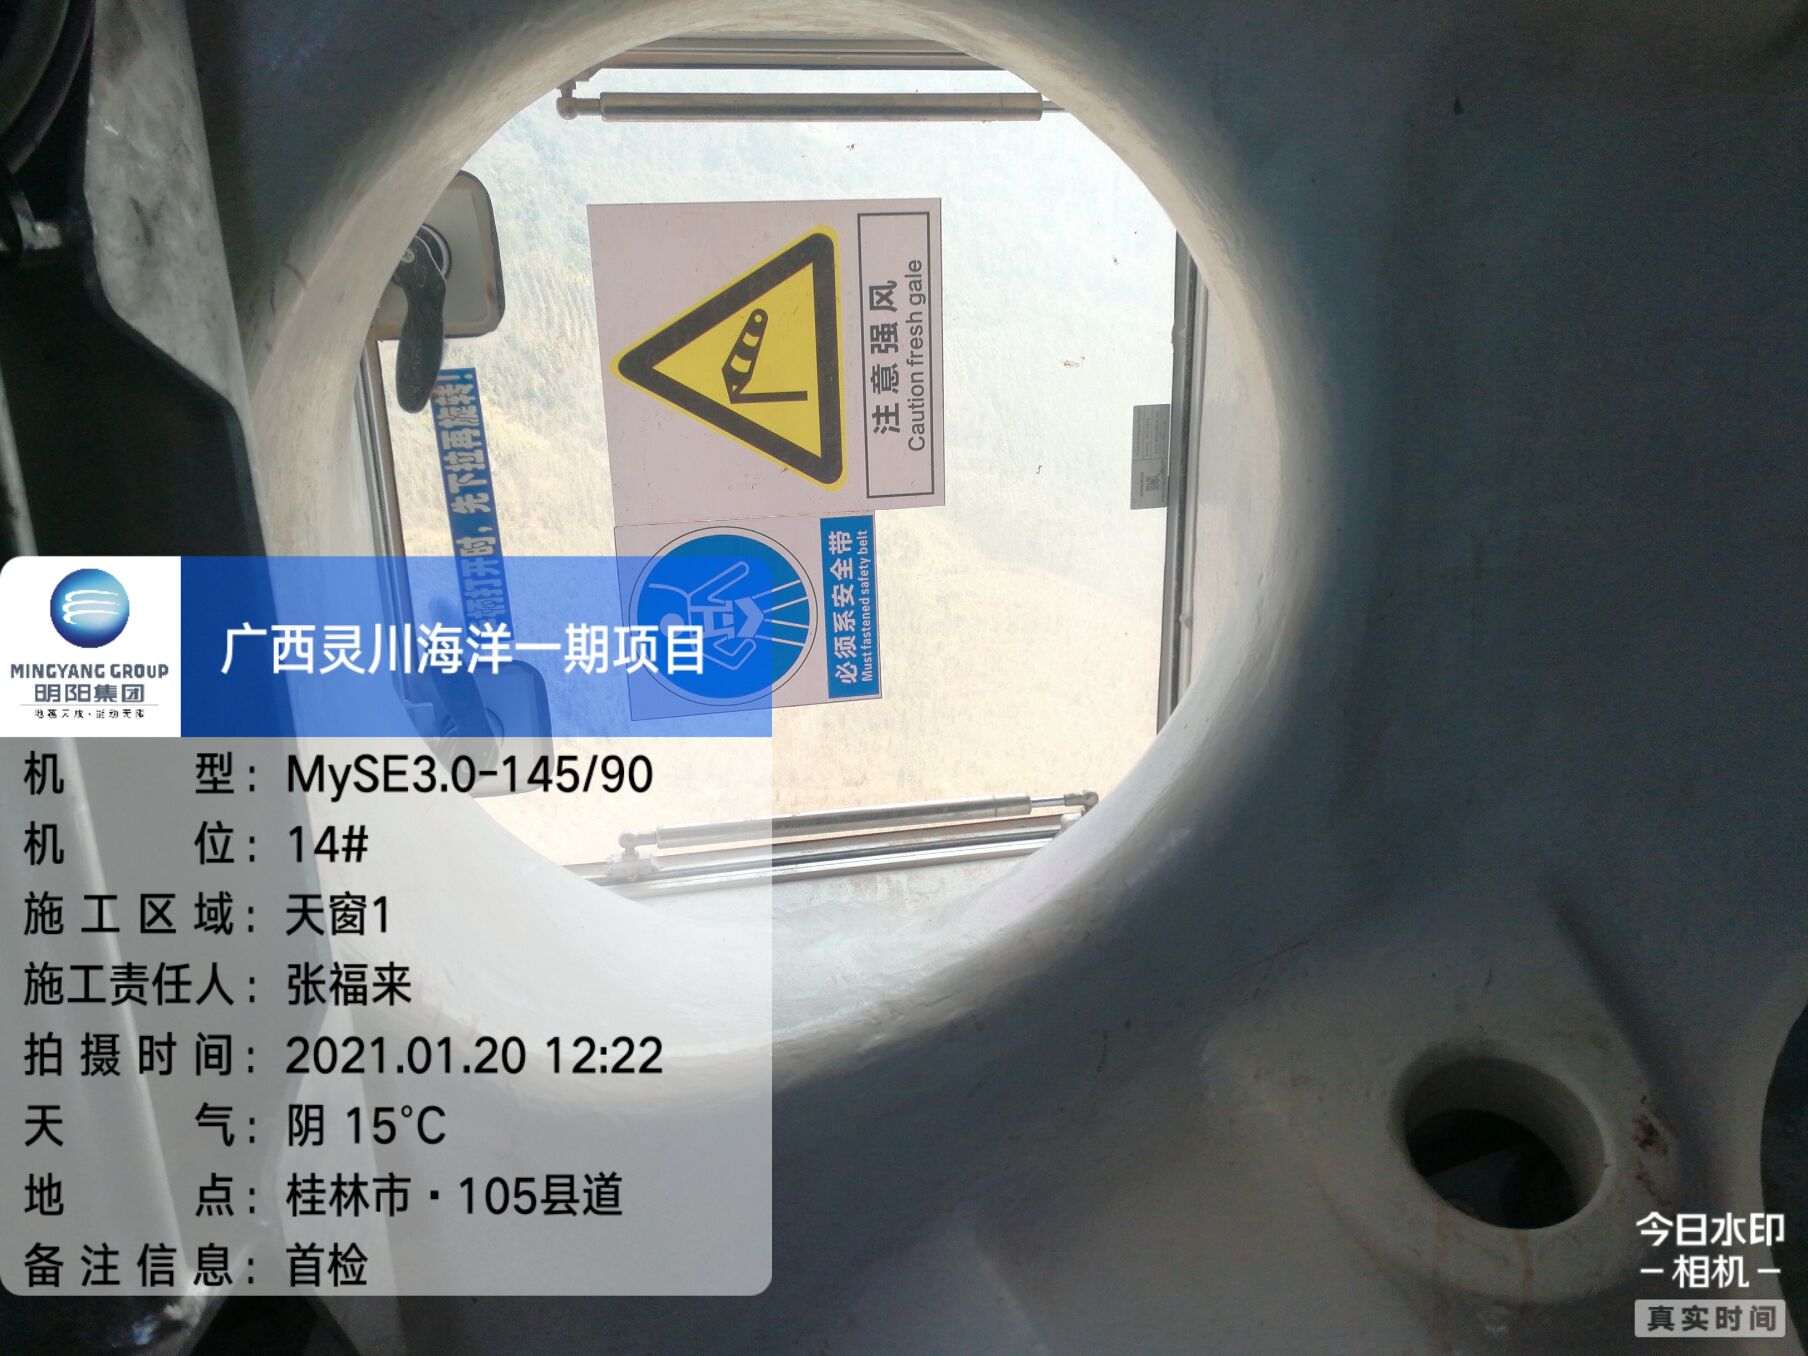 注意强风
Caution fresh gale
必须系安全带
Must fastened safety belt
柄打开时，先下拉再旋转！
MINGYANG GROUP
明阳集团
广西灵川海洋一期项目
机型：MySE3.0-145/90
机位：14#
施工区域：天窗1
施工责任人：张福来
拍摄时间：2021.01.20 12:22
天气：阴 15℃
地点：桂林市·105县道
备注信息：首检
今日水印
-相机-
真实时间